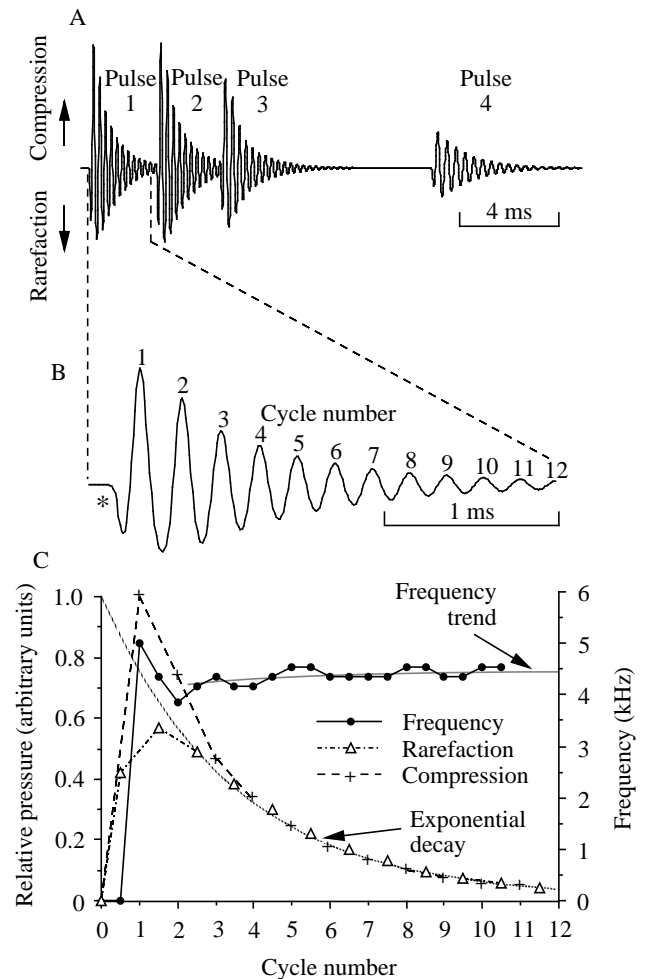 A
Compression
Rarefaction
Pulse 1
Pulse 2
Pulse 3
Pulse 4
4 ms
B
Cycle number
1 2 3 4 5 6 7 8 9 10 11 12
*
1 ms
C
Relative pressure (arbitrary units)
1.0
0.8
0.6
0.4
0.2
0
Frequency trend
Frequency
Rarefaction
Compression
Exponential decay
6
5
4
3
2
1
0
Frequency (kHz)
0 1 2 3 4 5 6 7 8 9 10 11 12
Cycle number